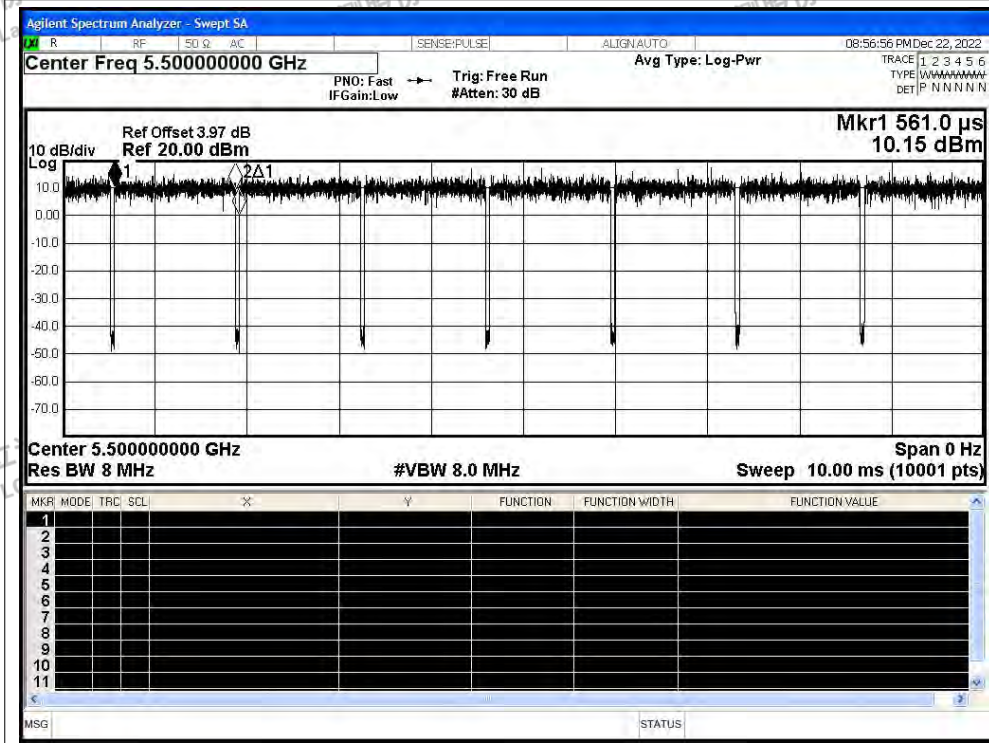 Agilent Spectrum Analyzer - Swept SA
R RF 50 Ω AC SENSE:PULSE ALIGN AUTO 08:56:56 PM Dec 22, 2022
Center Freq 5.500000000 GHz
PNO: Fast
IFGain:Low
Trig: Free Run
#Atten: 30 dB
Avg Type: Log-Pwr
TRACE 1 2 3 4 5 6
TYPE
DET P N N N N N
Mkr1 561.0 µs
10.15 dBm
Ref Offset 3.97 dB
10 dB/div Ref 20.00 dBm
Log
1
2Δ1
10.0
0.00
-10.0
-20.0
-30.0
-40.0
-50.0
-60.0
-70.0
Center 5.500000000 GHz Span 0 Hz
Res BW 8 MHz #VBW 8.0 MHz Sweep 10.00 ms (10001 pts)
MKR MODE TRC SCL X Y FUNCTION FUNCTION WIDTH FUNCTION VALUE
1
2
3
4
5
6
7
8
9
10
11
MSG STATUS